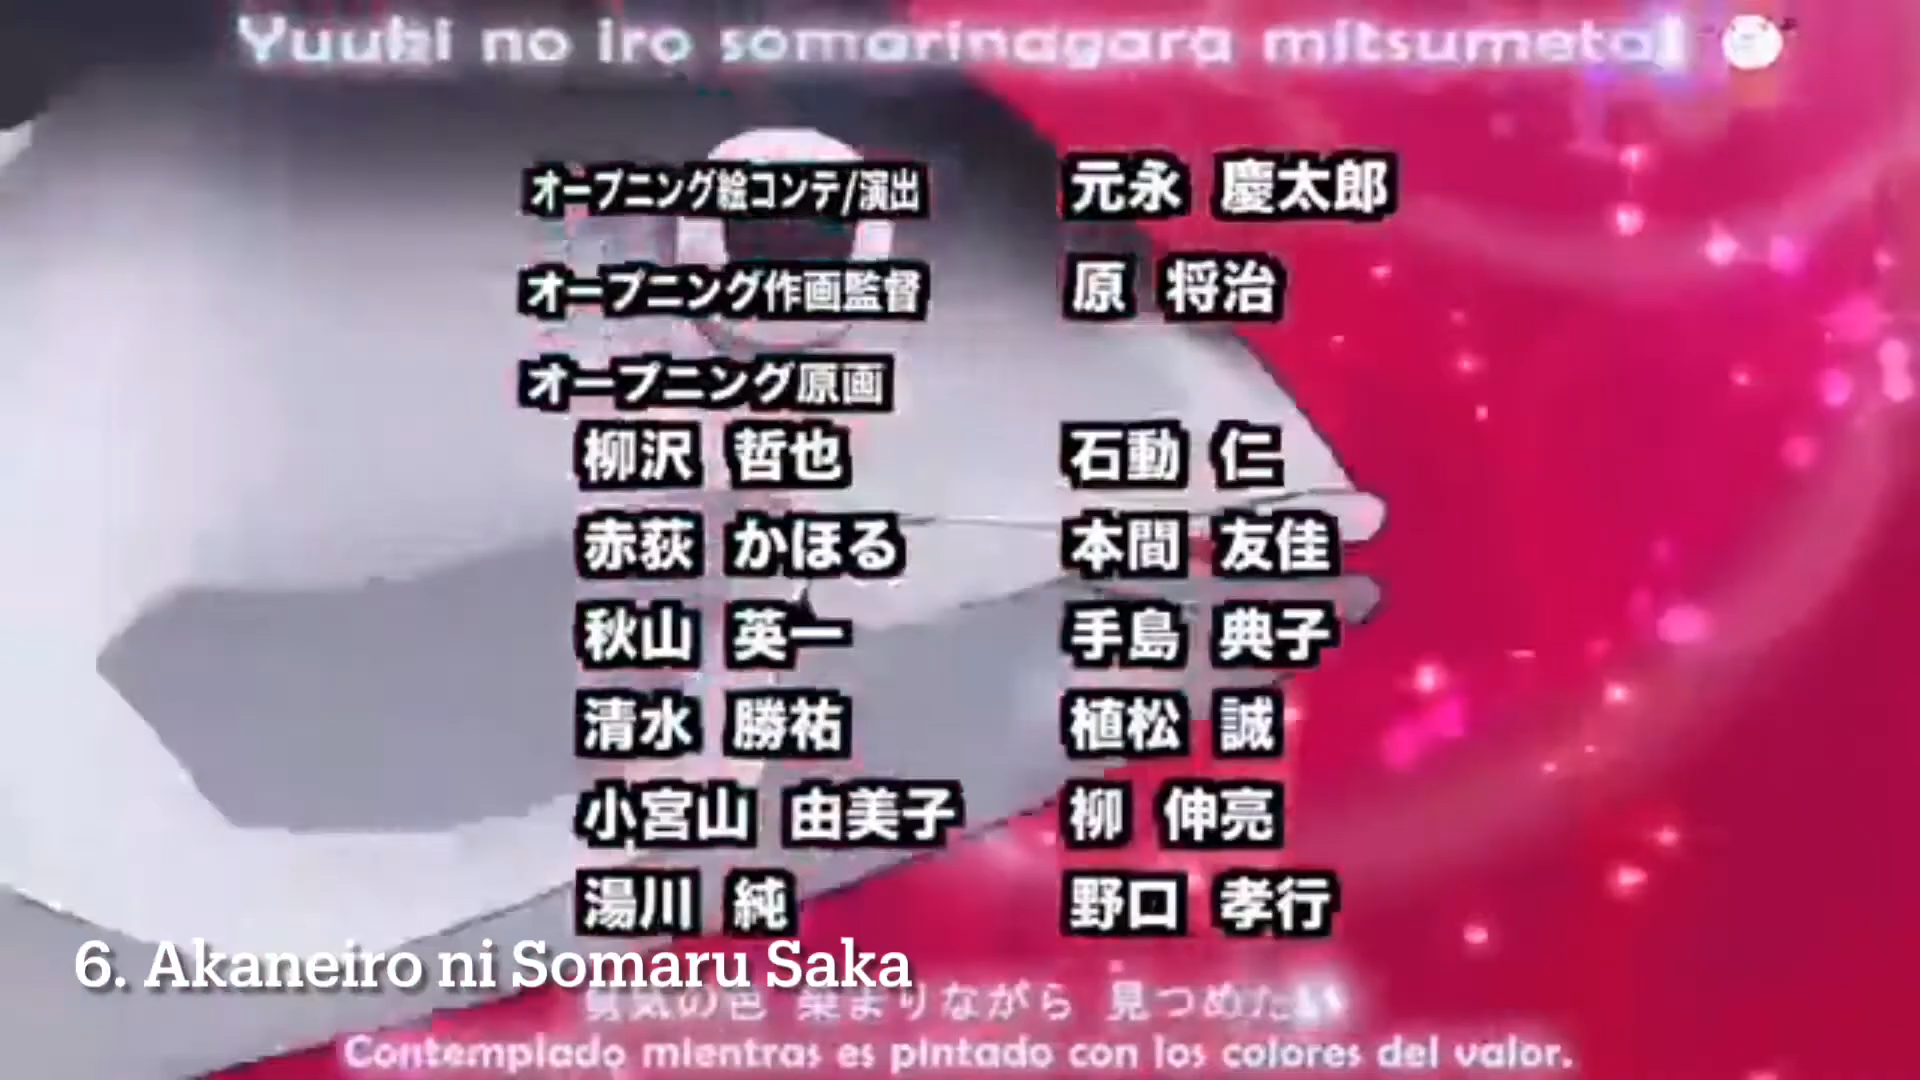 Yuuki no iro somarinagara mitsumetai
オープニング絵コンテ/演出 元永 慶太郎
オープニング作画監督 原 将治
オープニング原画
柳沢 哲也 石動 仁
赤荻 かほる 本間 友佳
秋山 英一 手島 典子
清水 勝祐 植松 誠
小宮山 由美子 柳 伸亮
湯川 純 野口 孝行
6. Akaneiro ni Somaru Saka
勇気の色 染まりながら 見つめたい
Contemplado mientras es pintado con los colores del valor.